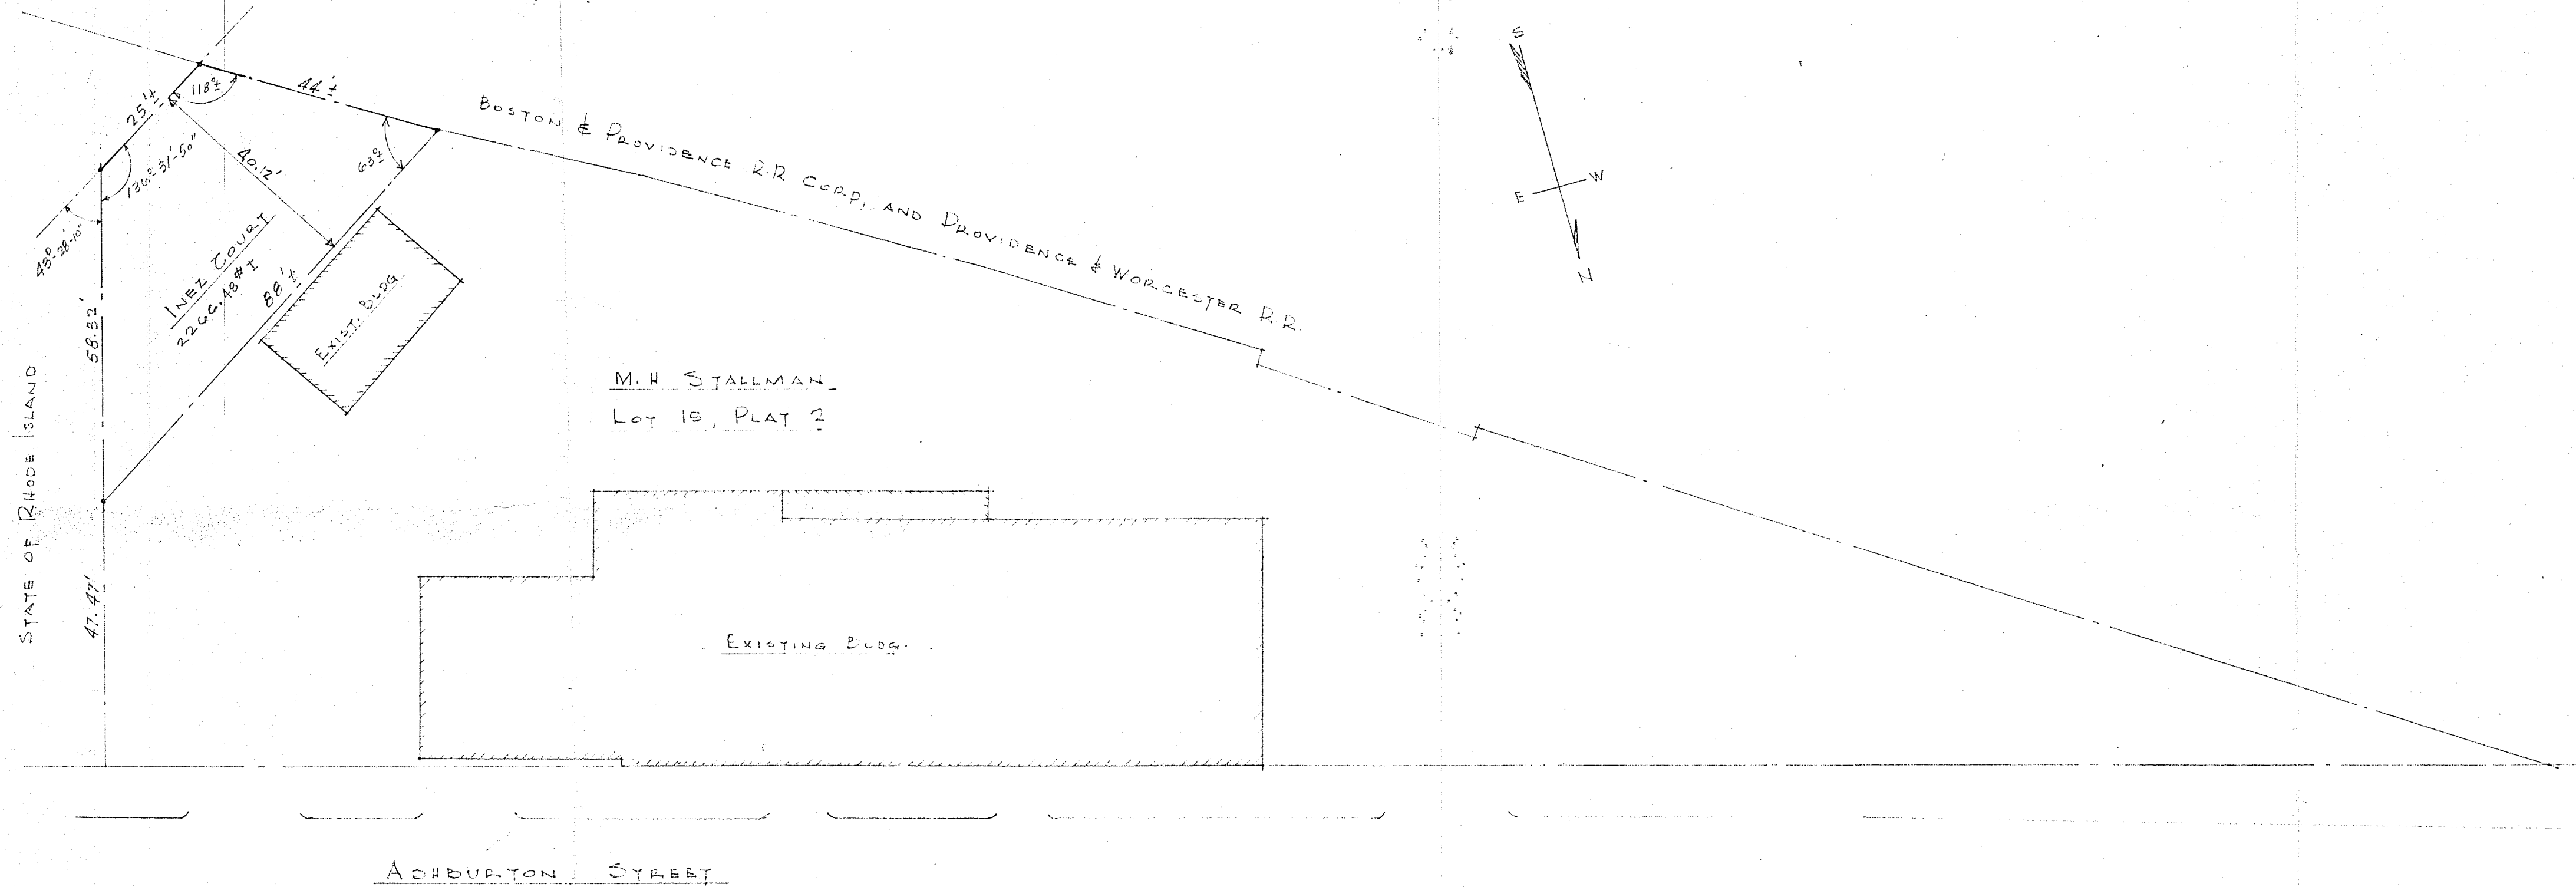 S
W
E
N
118°±
44'±
25'±
136°-31'-50"
40.12'
63°±
43°-28'-10"
BOSTON & PROVIDENCE R.R CORP. AND PROVIDENCE & WORCESTER R.R.
INEZ COURT
2266.48#±
88'±
EXIST. BLDG
58.32'
STATE OF RHODE ISLAND
M. H STALLMAN
LOT 15, PLAT 2
47.47'
EXISTING BLDG.
ASHBURTON STREET